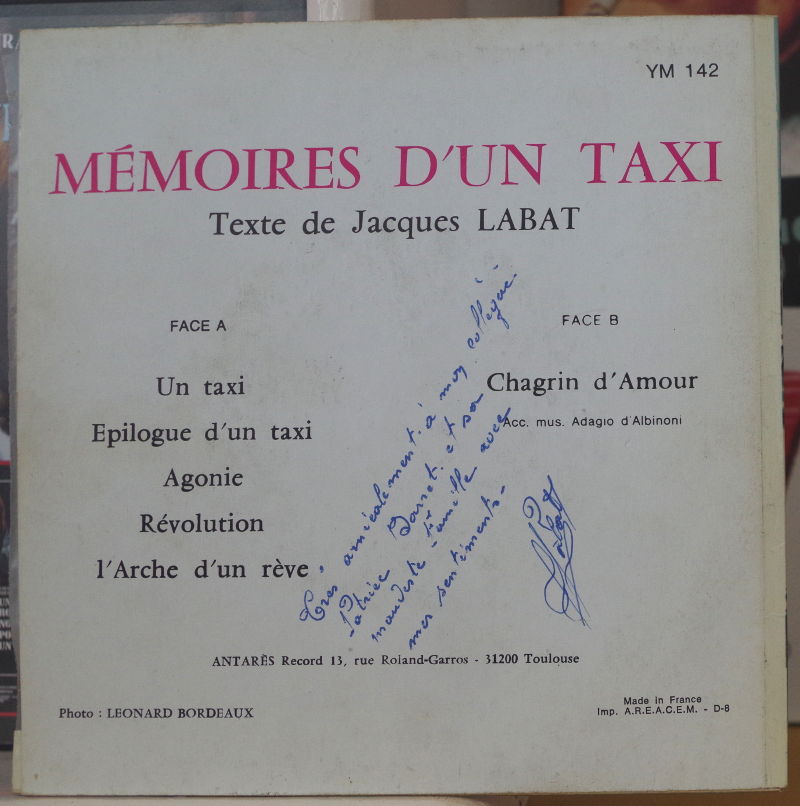 YM 142
MÉMOIRES D'UN TAXI
Texte de Jacques LABAT
FACE A
Un taxi
Epilogue d'un taxi
Agonie
Révolution
l'Arche d'un rêve
FACE B
Chagrin d'Amour
Acc. mus. Adagio d'Albinoni
Très amicalement à mon collègue
et sa
famille avec
mes sentiments-
Labat
ANTARÈS Record 13, rue Roland-Garros - 31200 Toulouse
Photo : LEONARD BORDEAUX
Made in France
Imp. A.R.E.A.C.E.M. - D-8